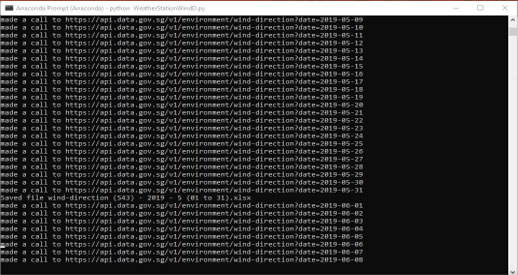 Anaconda Prompt (Anaconda) - python WeatherStationWindD.py
made a call to https://api.data.gov.sg/v1/environment/wind-direction?date=2019-05-09
made a call to https://api.data.gov.sg/v1/environment/wind-direction?date=2019-05-10
made a call to https://api.data.gov.sg/v1/environment/wind-direction?date=2019-05-11
made a call to https://api.data.gov.sg/v1/environment/wind-direction?date=2019-05-12
made a call to https://api.data.gov.sg/v1/environment/wind-direction?date=2019-05-13
made a call to https://api.data.gov.sg/v1/environment/wind-direction?date=2019-05-14
made a call to https://api.data.gov.sg/v1/environment/wind-direction?date=2019-05-15
made a call to https://api.data.gov.sg/v1/environment/wind-direction?date=2019-05-16
made a call to https://api.data.gov.sg/v1/environment/wind-direction?date=2019-05-17
made a call to https://api.data.gov.sg/v1/environment/wind-direction?date=2019-05-18
made a call to https://api.data.gov.sg/v1/environment/wind-direction?date=2019-05-19
made a call to https://api.data.gov.sg/v1/environment/wind-direction?date=2019-05-20
made a call to https://api.data.gov.sg/v1/environment/wind-direction?date=2019-05-21
made a call to https://api.data.gov.sg/v1/environment/wind-direction?date=2019-05-22
made a call to https://api.data.gov.sg/v1/environment/wind-direction?date=2019-05-23
made a call to https://api.data.gov.sg/v1/environment/wind-direction?date=2019-05-24
made a call to https://api.data.gov.sg/v1/environment/wind-direction?date=2019-05-25
made a call to https://api.data.gov.sg/v1/environment/wind-direction?date=2019-05-26
made a call to https://api.data.gov.sg/v1/environment/wind-direction?date=2019-05-27
made a call to https://api.data.gov.sg/v1/environment/wind-direction?date=2019-05-28
made a call to https://api.data.gov.sg/v1/environment/wind-direction?date=2019-05-29
made a call to https://api.data.gov.sg/v1/environment/wind-direction?date=2019-05-30
made a call to https://api.data.gov.sg/v1/environment/wind-direction?date=2019-05-31
Saved file wind-direction (S43) - 2019 - 5 (01 to 31).xlsx
made a call to https://api.data.gov.sg/v1/environment/wind-direction?date=2019-06-01
made a call to https://api.data.gov.sg/v1/environment/wind-direction?date=2019-06-02
made a call to https://api.data.gov.sg/v1/environment/wind-direction?date=2019-06-03
made a call to https://api.data.gov.sg/v1/environment/wind-direction?date=2019-06-04
made a call to https://api.data.gov.sg/v1/environment/wind-direction?date=2019-06-05
made a call to https://api.data.gov.sg/v1/environment/wind-direction?date=2019-06-06
made a call to https://api.data.gov.sg/v1/environment/wind-direction?date=2019-06-07
made a call to https://api.data.gov.sg/v1/environment/wind-direction?date=2019-06-08